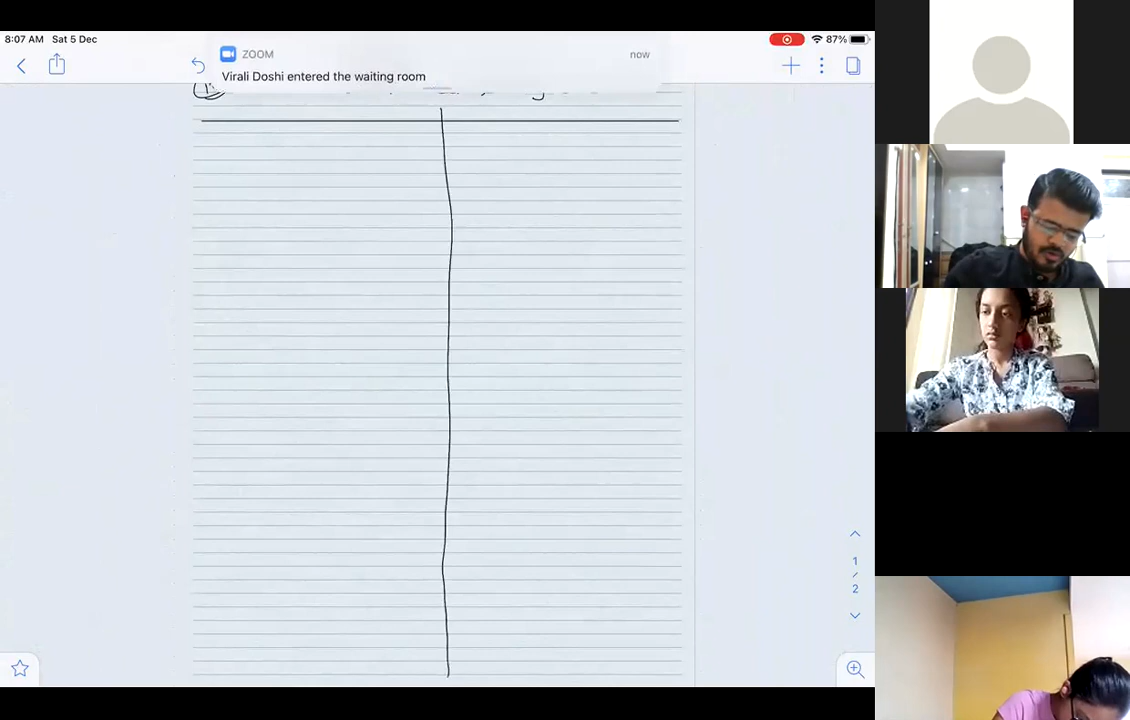 8:07 AM Sat 5 Dec
87%
ZOOM
now
Virali Doshi entered the waiting room
1
/
2